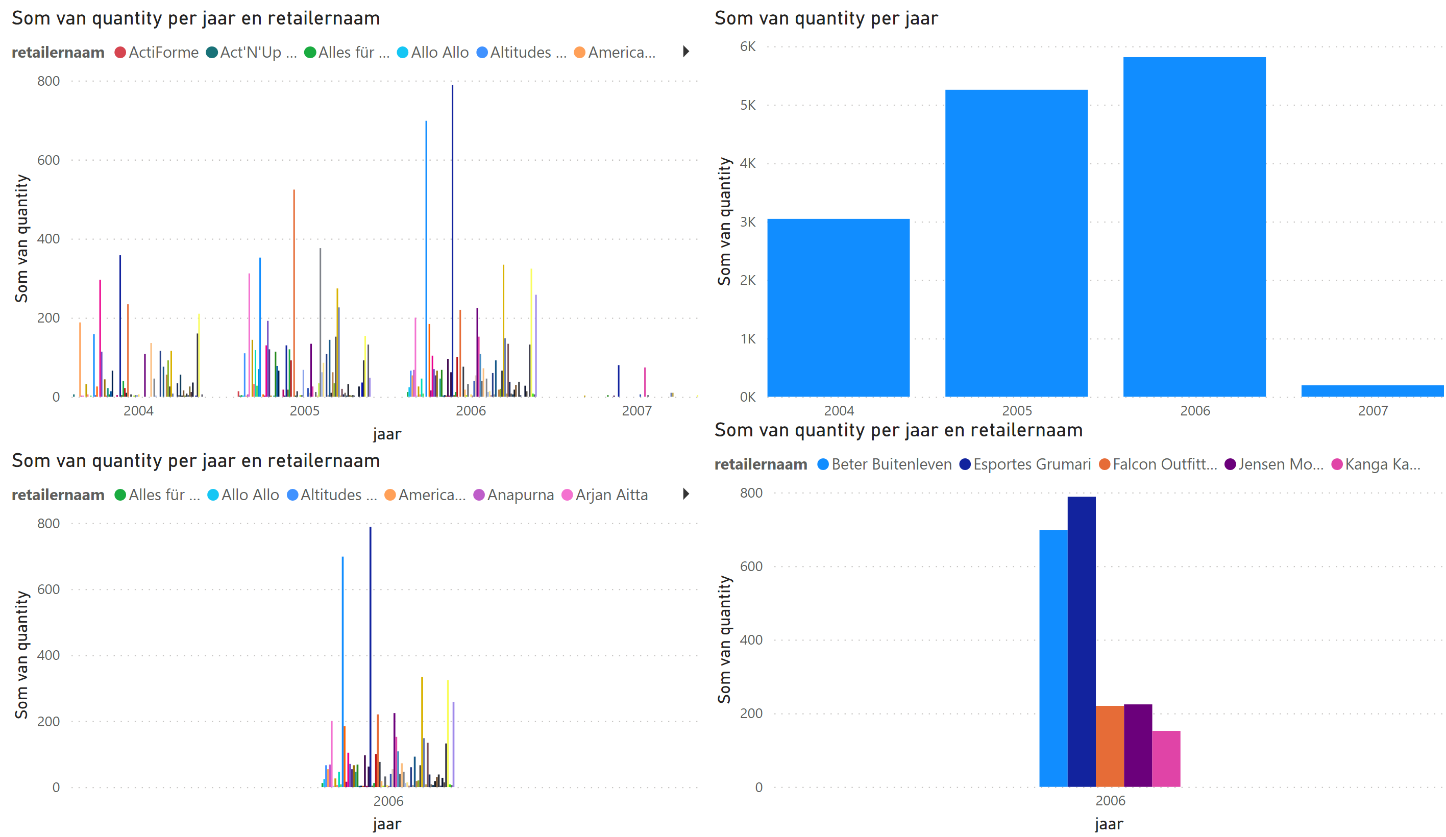 Som van quantity per jaar en retailernaam
retailernaam ActiForme Act'N'Up ... Alles für ... Allo Allo Altitudes ... America...
800
600
400
200
0
Som van quantity
2004 2005 2006 2007
jaar
Som van quantity per jaar
6K
5K
4K
3K
2K
1K
0K
Som van quantity
2004 2005 2006 2007
Som van quantity per jaar en retailernaam
retailernaam Alles für ... Allo Allo Altitudes ... America... Anapurna Arjan Aitta
800
600
400
200
0
Som van quantity
2006
jaar
Som van quantity per jaar en retailernaam
retailernaam Beter Buitenleven Esportes Grumari Falcon Outfitt... Jensen Mo... Kanga Ka...
800
600
400
200
0
Som van quantity
2006
jaar